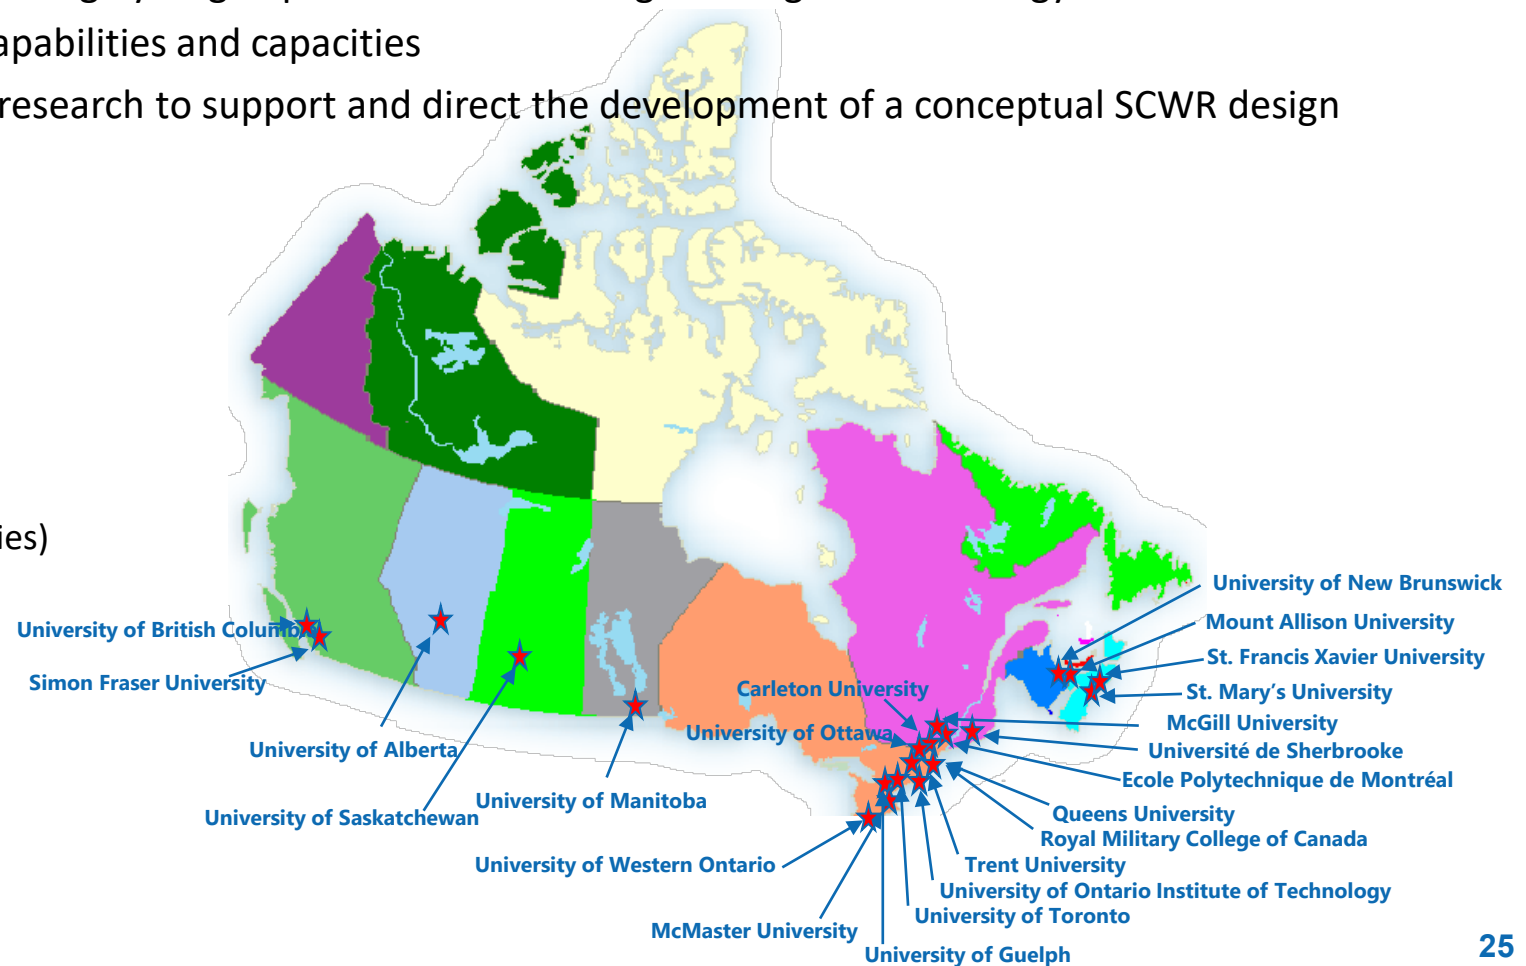 apabilities and capacities
research to support and direct the development of a conceptual SCWR design
ies)
University of New Brunswick
Mount Allison University
University of British Columbia
St. Francis Xavier University
Simon Fraser University
Carleton University
St. Mary’s University
McGill University
University of Ottawa
University of Alberta
Université de Sherbrooke
Ecole Polytechnique de Montréal
University of Manitoba
University of Saskatchewan
Queens University
Royal Military College of Canada
University of Western Ontario
Trent University
University of Ontario Institute of Technology
University of Toronto
McMaster University
University of Guelph
25